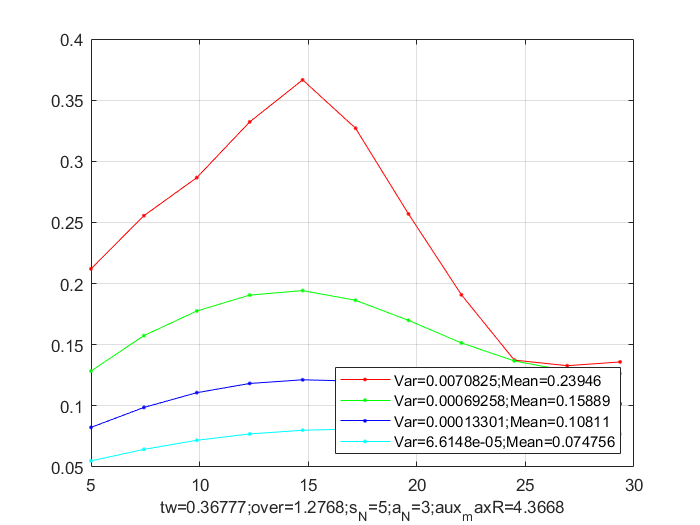 0.4
0.35
0.3
0.25
0.2
0.15
0.1
0.05
5 10 15 20 25 30
Var=0.0070825;Mean=0.23946
Var=0.00069258;Mean=0.15889
Var=0.00013301;Mean=0.10811
Var=6.6148e-05;Mean=0.074756
tw=0.36777;over=1.2768;s_N=5;a_N=3;aux_maxR=4.3668